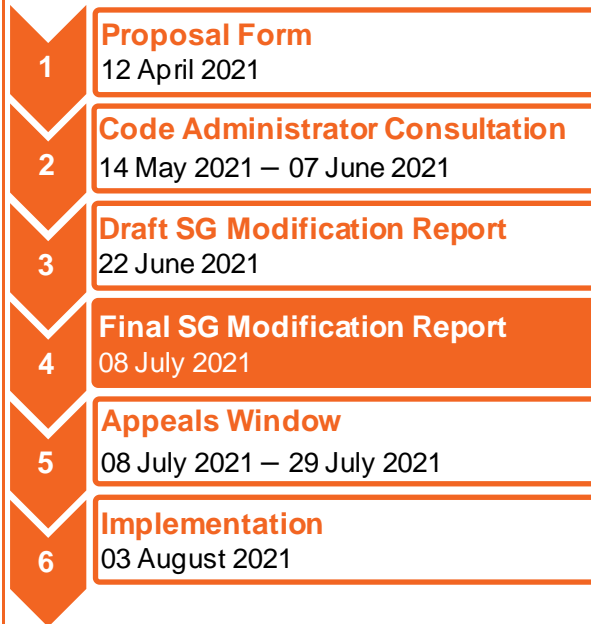 1
Proposal Form
12 April 2021
2
Code Administrator Consultation
14 May 2021 – 07 June 2021
3
Draft SG Modification Report
22 June 2021
4
Final SG Modification Report
08 July 2021
5
Appeals Window
08 July 2021 – 29 July 2021
6
Implementation
03 August 2021